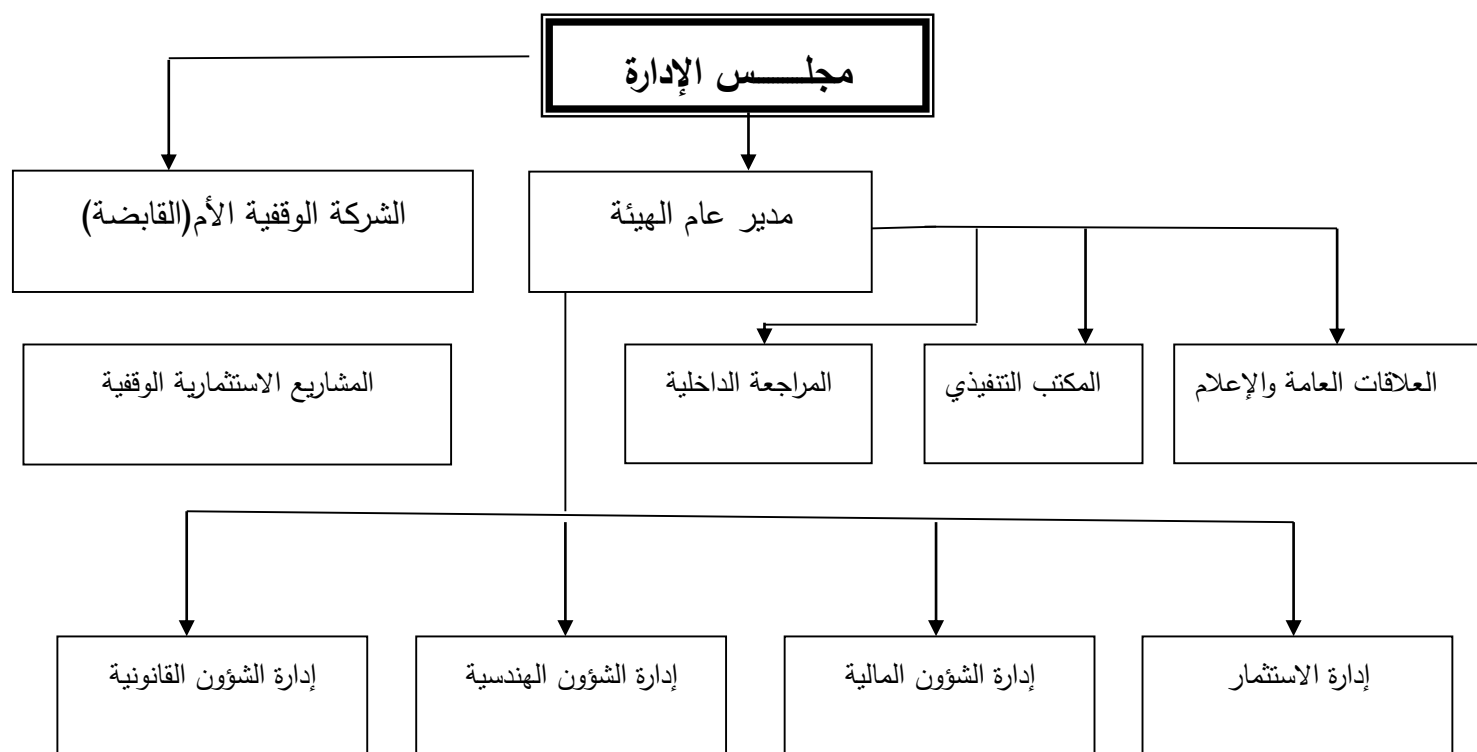 مجلـــــس الإدارة
مدير عام الهيئة
الشركة الوقفية الأم(القابضة)
العلاقات العامة والإعلام
المكتب التنفيذي
المراجعة الداخلية
المشاريع الاستثمارية الوقفية
إدارة الاستثمار
إدارة الشؤون المالية
إدارة الشؤون الهندسية
إدارة الشؤون القانونية